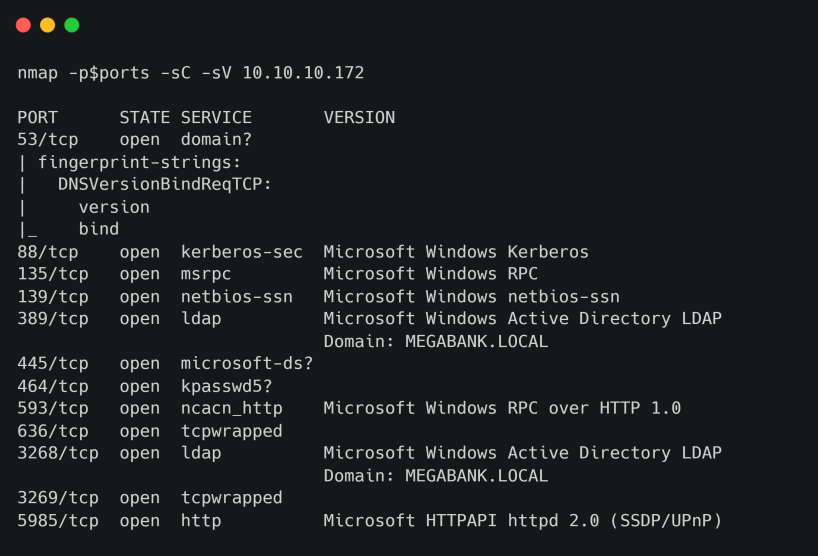 nmap -p$ports -sC -sV 10.10.10.172
PORT STATE SERVICE VERSION
53/tcp open domain?
| fingerprint-strings:
| DNSVersionBindReqTCP:
| version
|_ bind
88/tcp open kerberos-sec Microsoft Windows Kerberos
135/tcp open msrpc Microsoft Windows RPC
139/tcp open netbios-ssn Microsoft Windows netbios-ssn
389/tcp open ldap Microsoft Windows Active Directory LDAP
Domain: MEGABANK.LOCAL
445/tcp open microsoft-ds?
464/tcp open kpasswd5?
593/tcp open ncacn_http Microsoft Windows RPC over HTTP 1.0
636/tcp open tcpwrapped
3268/tcp open ldap Microsoft Windows Active Directory LDAP
Domain: MEGABANK.LOCAL
3269/tcp open tcpwrapped
5985/tcp open http Microsoft HTTPAPI httpd 2.0 (SSDP/UPnP)